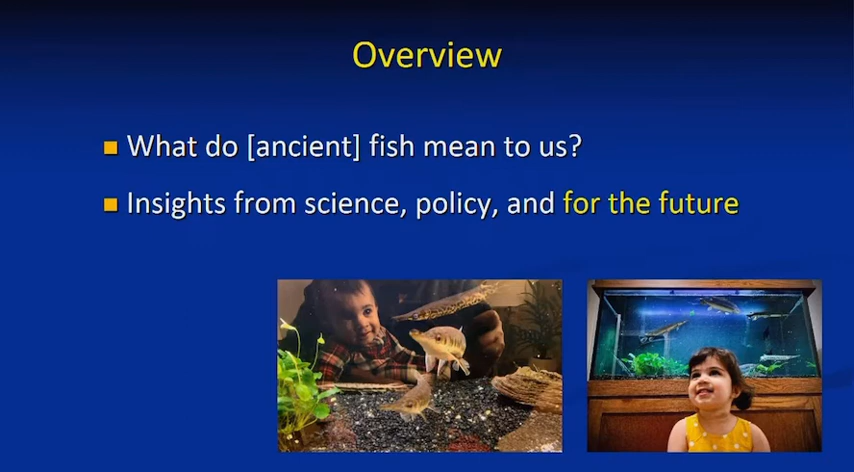 Overview
What do [ancient] fish mean to us?
Insights from science, policy, and for the future